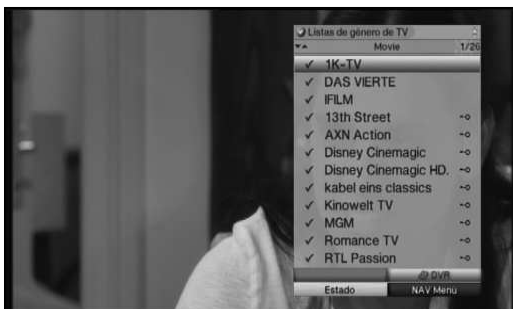 Listas de género de TV
Movie 1/26
1K-TV
DAS VIERTE
IFILM
13th Street
AXN Action
Disney Cinemagic
Disney Cinemagic HD.
kabel eins classics
Kinowelt TV
MGM
Romance TV
RTL Passion
DVR
Estado NAV Menu